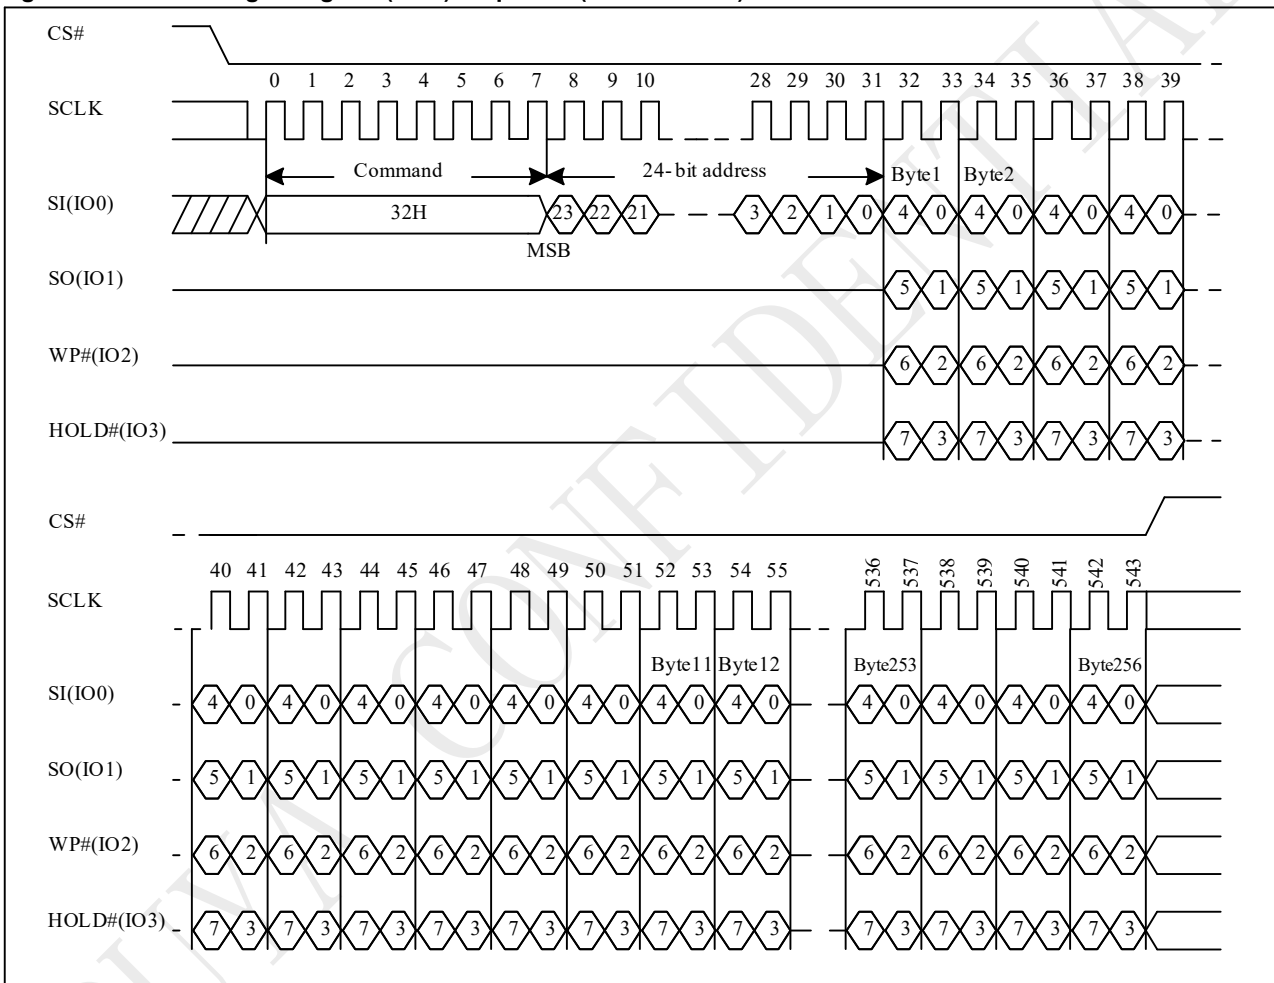 CS#
0 1 2 3 4 5 6 7 8 9 10 28 29 30 31 32 33 34 35 36 37 38 39
SCLK
Command 24-bit address Byte1 Byte2
SI(IO0) 32H 23 22 21 3 2 1 0 4 0 4 0 4 0 4 0
MSB
SO(IO1) 5 1 5 1 5 1 5 1
WP#(IO2) 6 2 6 2 6 2 6 2
HOLD#(IO3) 7 3 7 3 7 3 7 3
CS#
40 41 42 43 44 45 46 47 48 49 50 51 52 53 54 55 536 537 538 539 540 541 542 543
SCLK
Byte11 Byte12 Byte253 Byte256
SI(IO0) 4 0 4 0 4 0 4 0 4 0 4 0 4 0 4 0 4 0 4 0 4 0 4 0
SO(IO1) 5 1 5 1 5 1 5 1 5 1 5 1 5 1 5 1 5 1 5 1 5 1 5 1
WP#(IO2) 6 2 6 2 6 2 6 2 6 2 6 2 6 2 6 2 6 2 6 2 6 2 6 2
HOLD#(IO3) 7 3 7 3 7 3 7 3 7 3 7 3 7 3 7 3 7 3 7 3 7 3 7 3